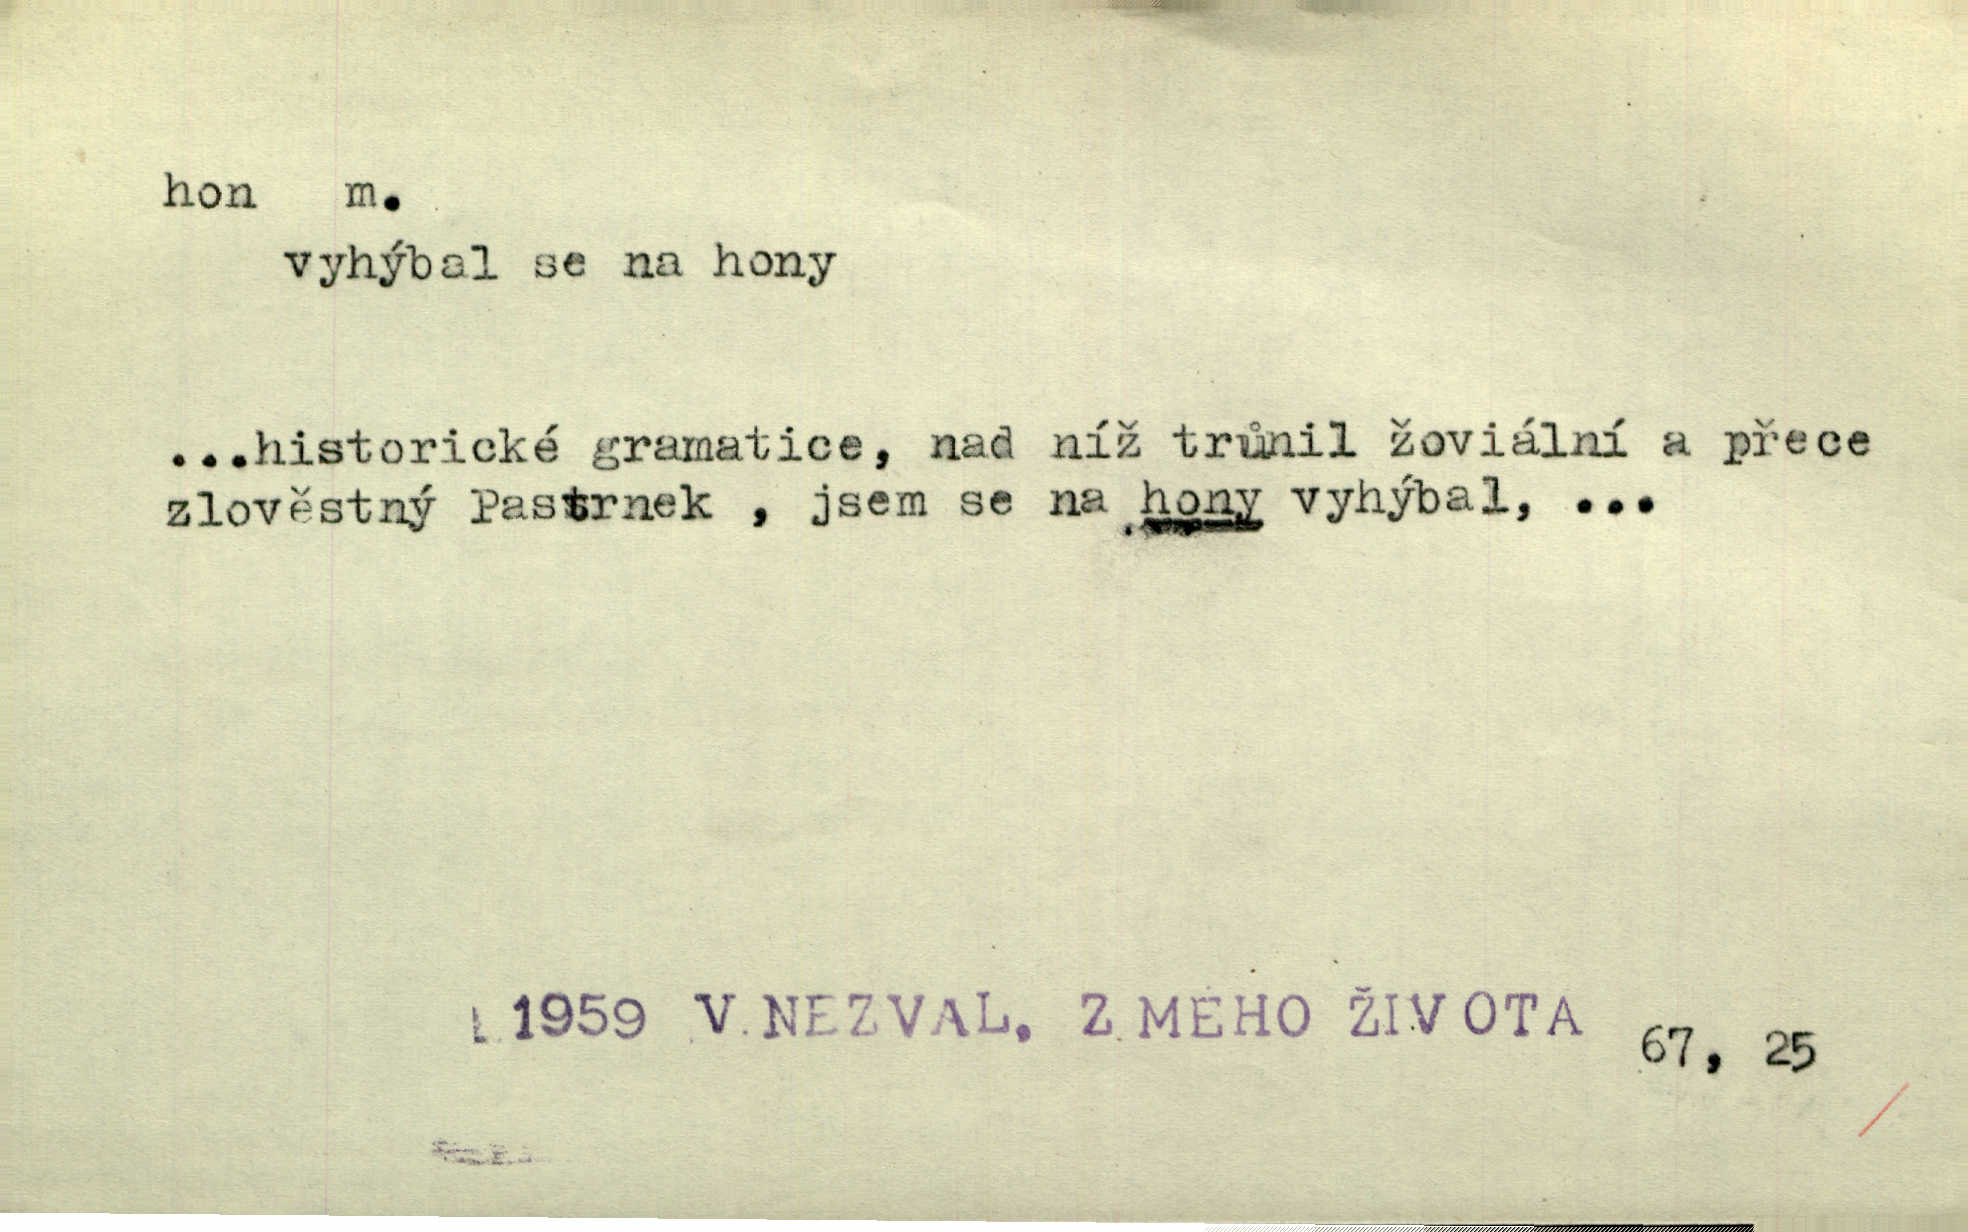 hon m.
vyhýbal se na hony
...historické gramatice, nad níž trůnil žoviální a přece
zlověstný Pastrnek , jsem se na hony vyhýbal, ...
1959 V. NEZVAL. Z MÉHO ŽIVOTA 67, 25